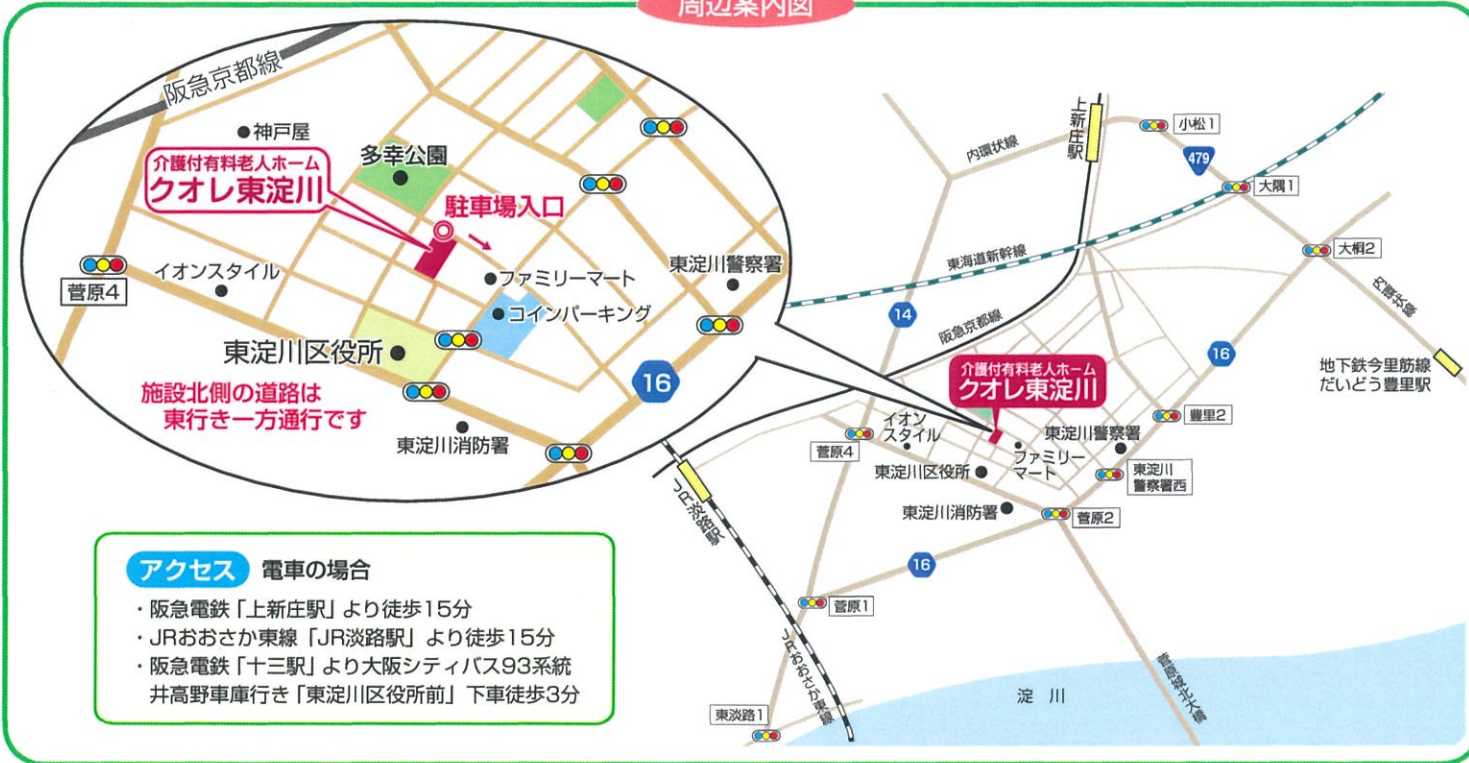 周辺案内図
阪急京都線
神戸屋
介護付有料老人ホーム
クオレ東淀川
多幸公園
駐車場入口
菅原4
イオンスタイル
ファミリーマート
コインパーキング
東淀川警察署
東淀川区役所
施設北側の道路は
東行き一方通行です
16
東淀川消防署
上新庄駅
小松1
内環状線
479
大隅1
東海道新幹線
大桐2
14
内環状線
阪急京都線
16
地下鉄今里筋線
だいどう豊里駅
介護付有料老人ホーム
クオレ東淀川
豊里2
イオン
スタイル
菅原4
ファミリー
マート
東淀川警察署
東淀川区役所
東淀川
警察署西
東淀川消防署
菅原2
JR淡路駅
16
菅原1
JRおおさか東線
菅原城北大橋
淀川
東淡路1
アクセス 電車の場合
・阪急電鉄「上新庄駅」より徒歩15分
・JRおおさか東線「JR淡路駅」より徒歩15分
・阪急電鉄「十三駅」より大阪シティバス93系統
井高野車庫行き「東淀川区役所前」下車徒歩3分